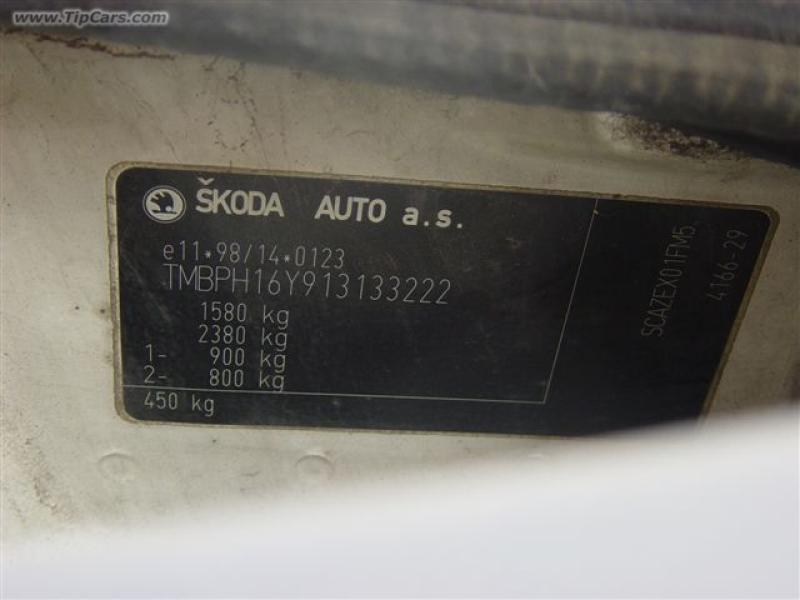 www.TipCars.com
ŠKODA AUTO a.s.
e11*98/14*0123
TMBPH16Y913133222
1580 kg
2380 kg
1- 900 kg
2- 800 kg
450 kg
SCAZEX01FM5
4166-29